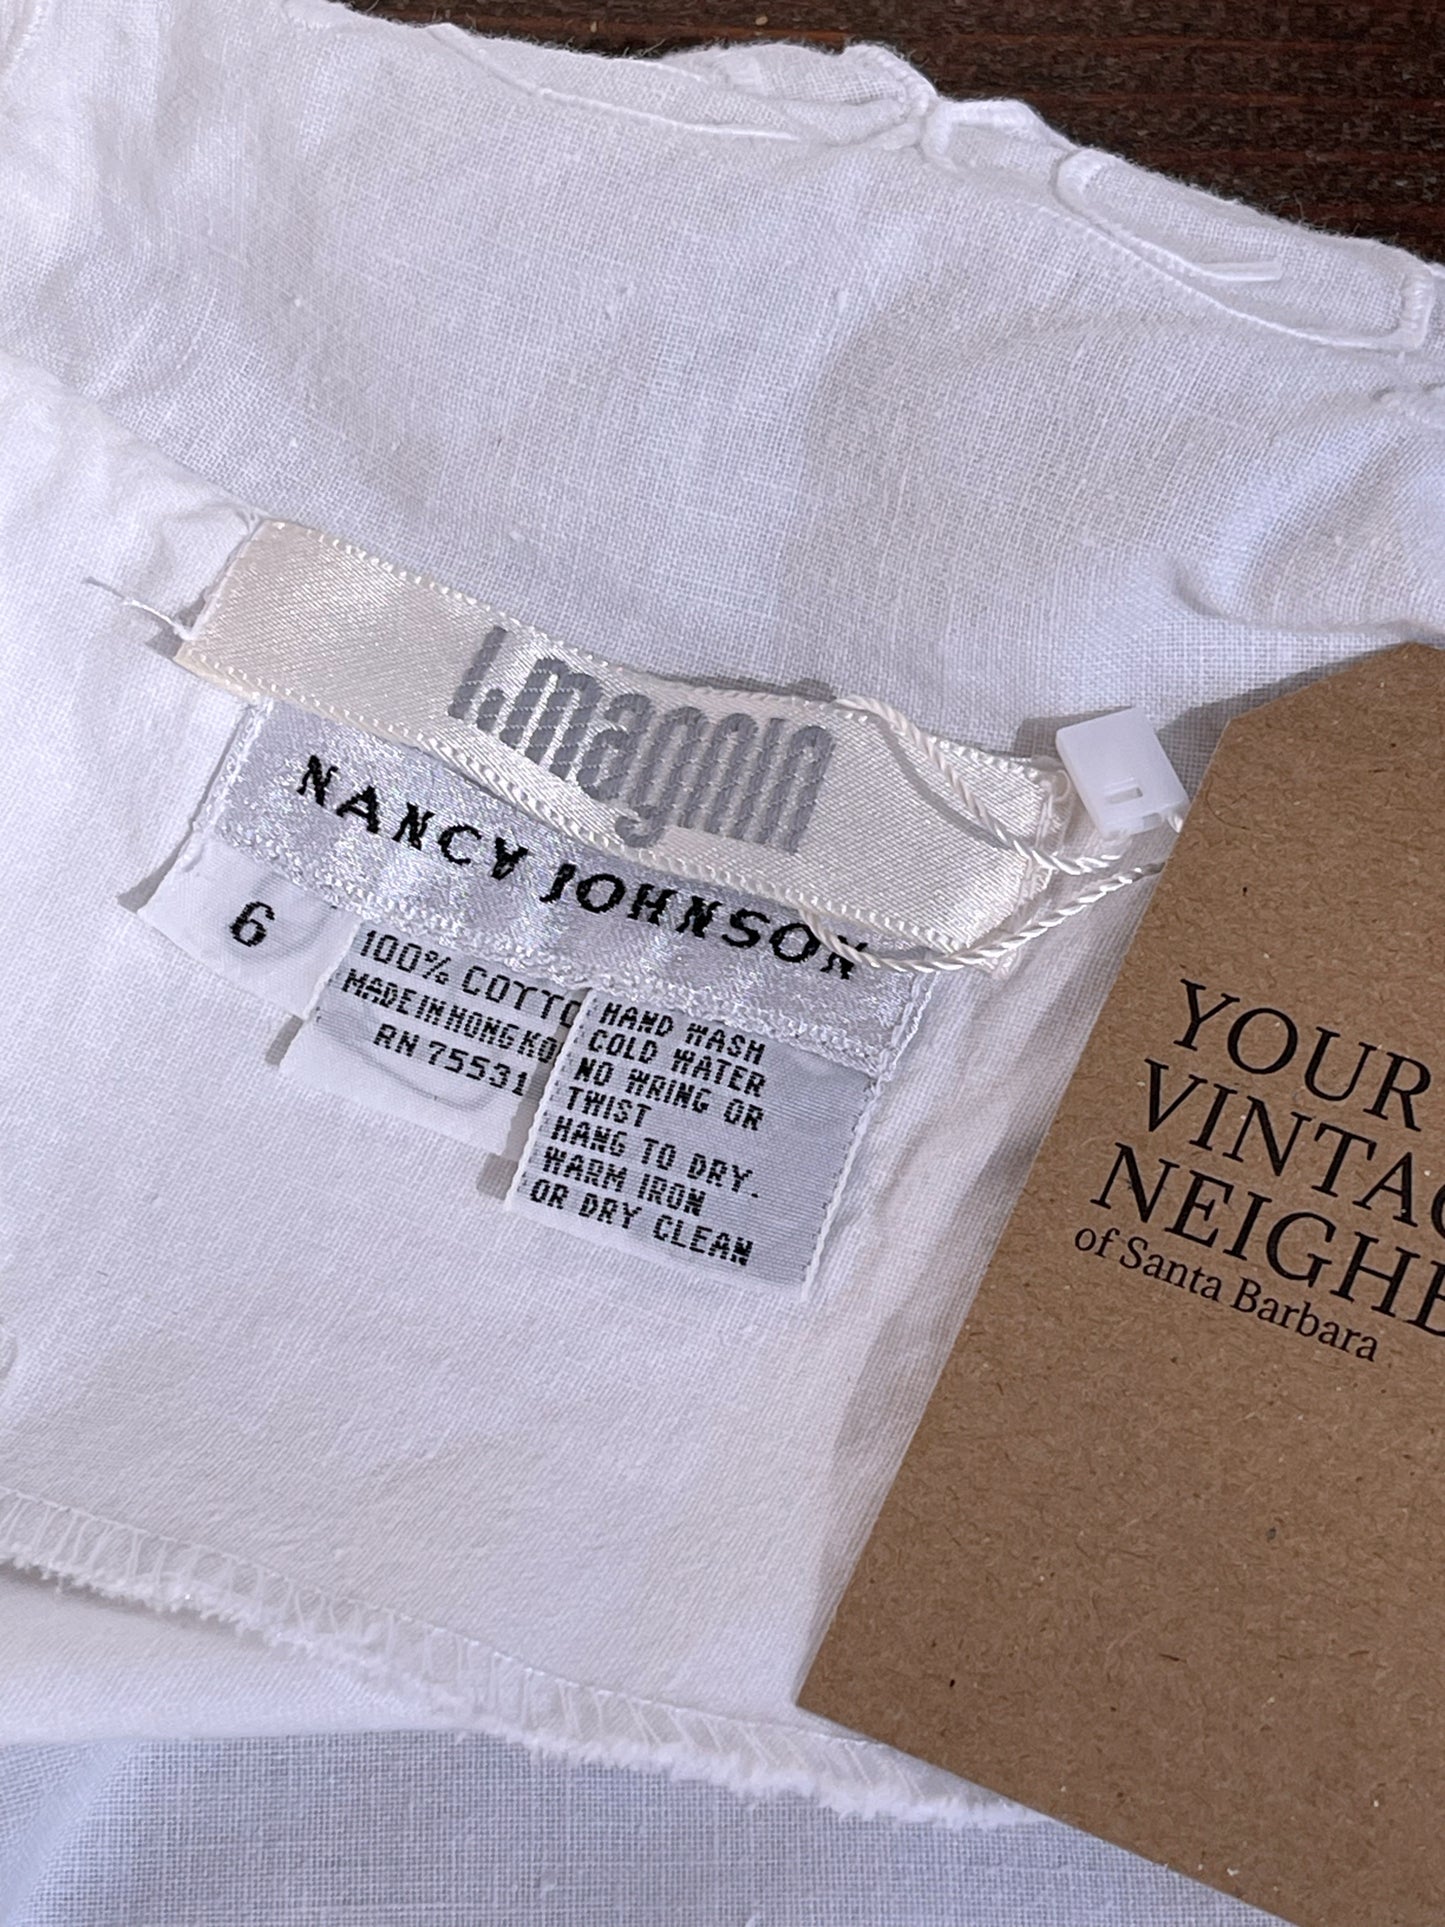 I. magnin
NANCY JOHNSON
6
100% COTTO
MADE IN HONG KO
RN 75531
HAND WASH
COLD WATER
NO WRING OR
TWIST
HANG TO DRY.
WARM IRON
OR DRY CLEAN
YOUR
VINTAG
NEIGHB
of Santa Barbara